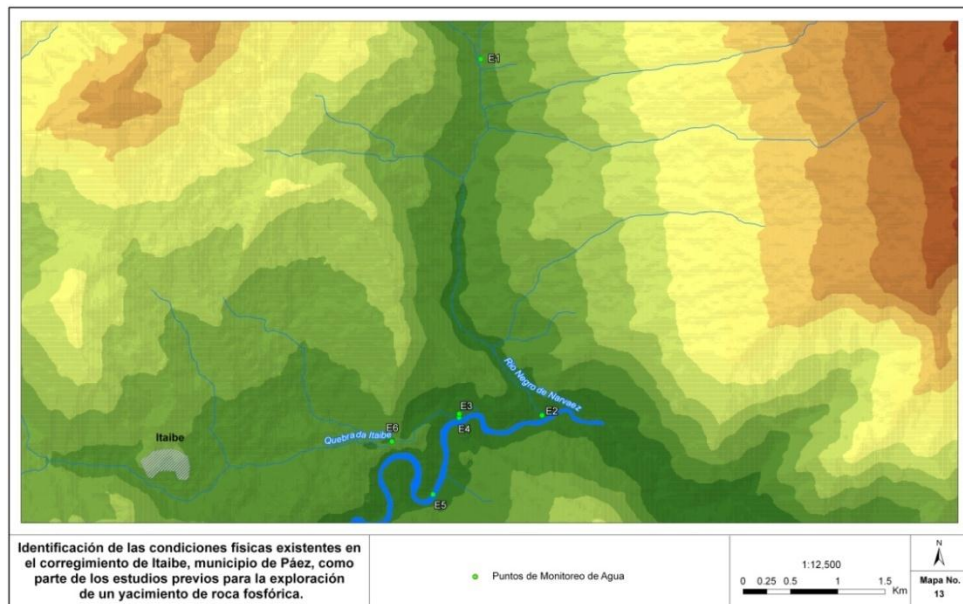 E1
Río Negro de Narvaez
E3
E2
E4
E6
Quebrada Itaibe
Itaibe
E5
Identificación de las condiciones físicas existentes en
el corregimiento de Itaibe, municipio de Páez, como
parte de los estudios previos para la exploración
de un yacimiento de roca fosfórica.
Puntos de Monitoreo de Agua
1:12,500
0 0.25 0.5 1 1.5
Km
N
Mapa No.
13